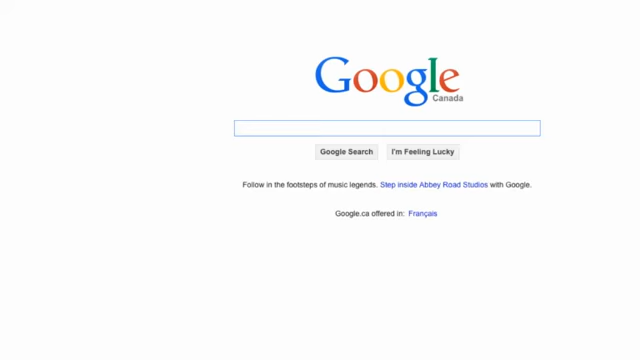 Google
Canada
Google Search I'm Feeling Lucky
Follow in the footsteps of music legends. Step inside Abbey Road Studios with Google.
Google.ca offered in: Français